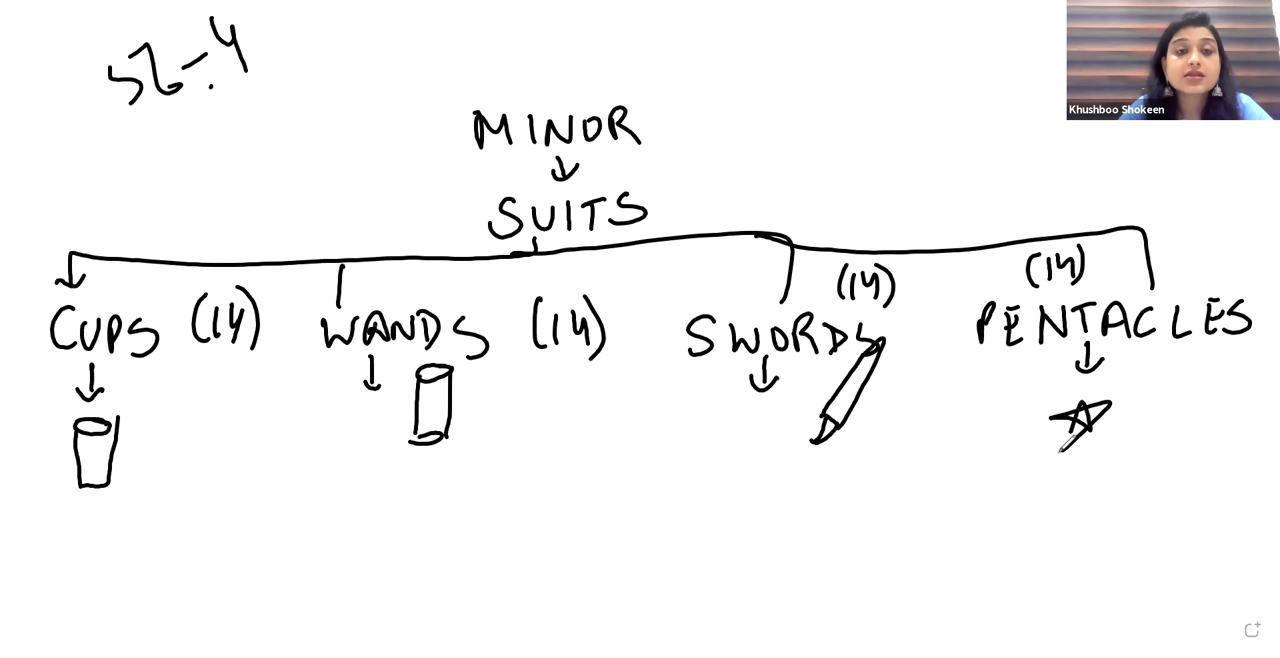 56÷4
Khushboo Shokeen
MINOR
SUITS
CUPS (14) WANDS (14) SWORDS (14) PENTACLES (14)